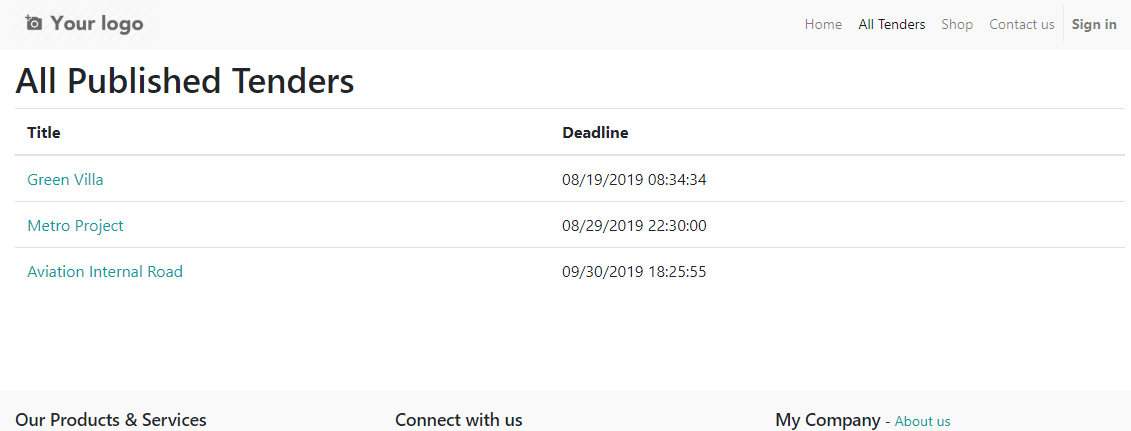 Your logo
Home All Tenders Shop Contact us Sign in
All Published Tenders
Title Deadline
Green Villa 08/19/2019 08:34:34
Metro Project 08/29/2019 22:30:00
Aviation Internal Road 09/30/2019 18:25:55
Our Products & Services Connect with us My Company - About us